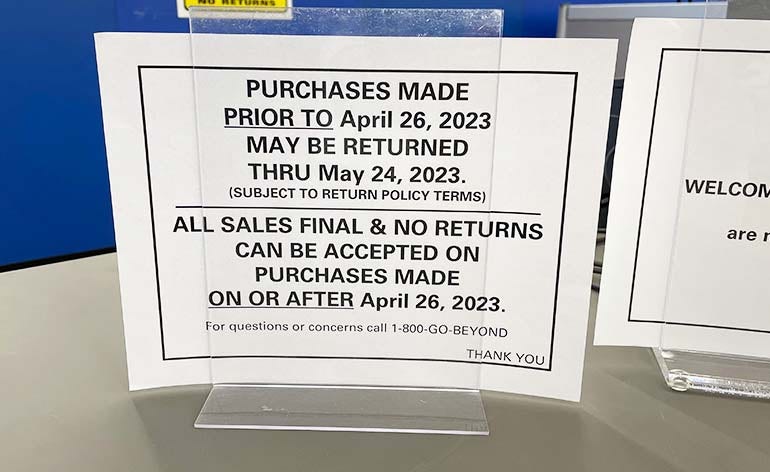 NO RETURNS
PURCHASES MADE
PRIOR TO April 26, 2023
MAY BE RETURNED
THRU May 24, 2023.
(SUBJECT TO RETURN POLICY TERMS)
ALL SALES FINAL & NO RETURNS
CAN BE ACCEPTED ON
PURCHASES MADE
ON OR AFTER April 26, 2023.
For questions or concerns call 1-800-GO-BEYOND
THANK YOU
are